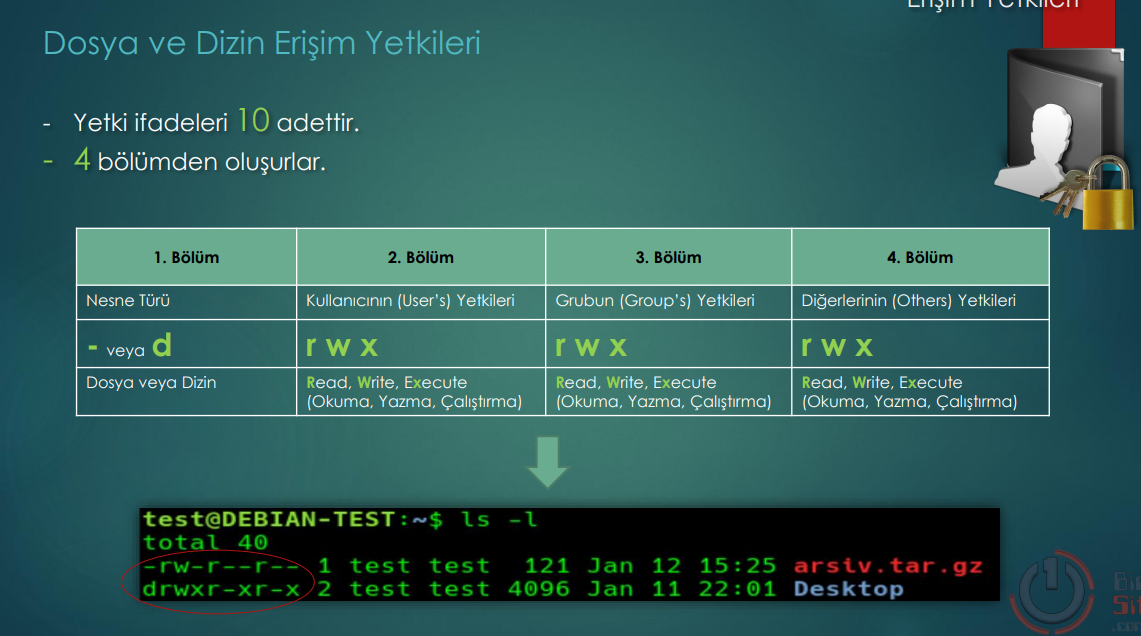 Erişim Yetkileri
Dosya ve Dizin Erişim Yetkileri
- Yetki ifadeleri 10 adettir.
- 4 bölümden oluşurlar.
1. Bölüm 2. Bölüm 3. Bölüm 4. Bölüm
Nesne Türü Kullanıcının (User's) Yetkileri Grubun (Group's) Yetkileri Diğerlerinin (Others) Yetkileri
- veya d r w x r w x r w x
Dosya veya Dizin Read, Write, Execute Read, Write, Execute Read, Write, Execute
(Okuma, Yazma, Çalıştırma) (Okuma, Yazma, Çalıştırma) (Okuma, Yazma, Çalıştırma)
test@DEBIAN-TEST:~$ ls -l
total 40
-rw-r--r-- 1 test test 121 Jan 12 15:25 arsiv.tar.gz
drwxr-xr-x 2 test test 4096 Jan 11 22:01 Desktop